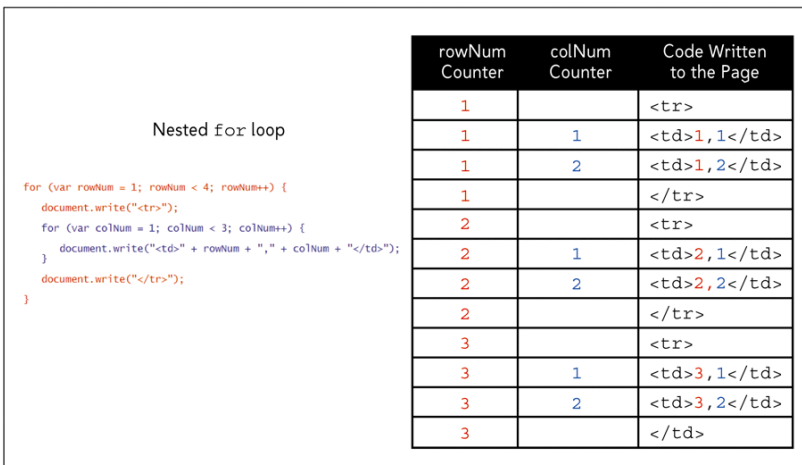 Nested for loop
for (var rowNum = 1; rowNum < 4; rowNum++) {
document.write("<tr>");
for (var colNum = 1; colNum < 3; colNum++) {
document.write("<td>" + rowNum + "," + colNum + "</td>");
}
document.write("</tr>");
}
rowNum Counter colNum Counter Code Written to the Page
1 <tr>
1 1 <td>1,1</td>
1 2 <td>1,2</td>
1 </tr>
2 <tr>
2 1 <td>2,1</td>
2 2 <td>2,2</td>
2 </tr>
3 <tr>
3 1 <td>3,1</td>
3 2 <td>3,2</td>
3 </td>